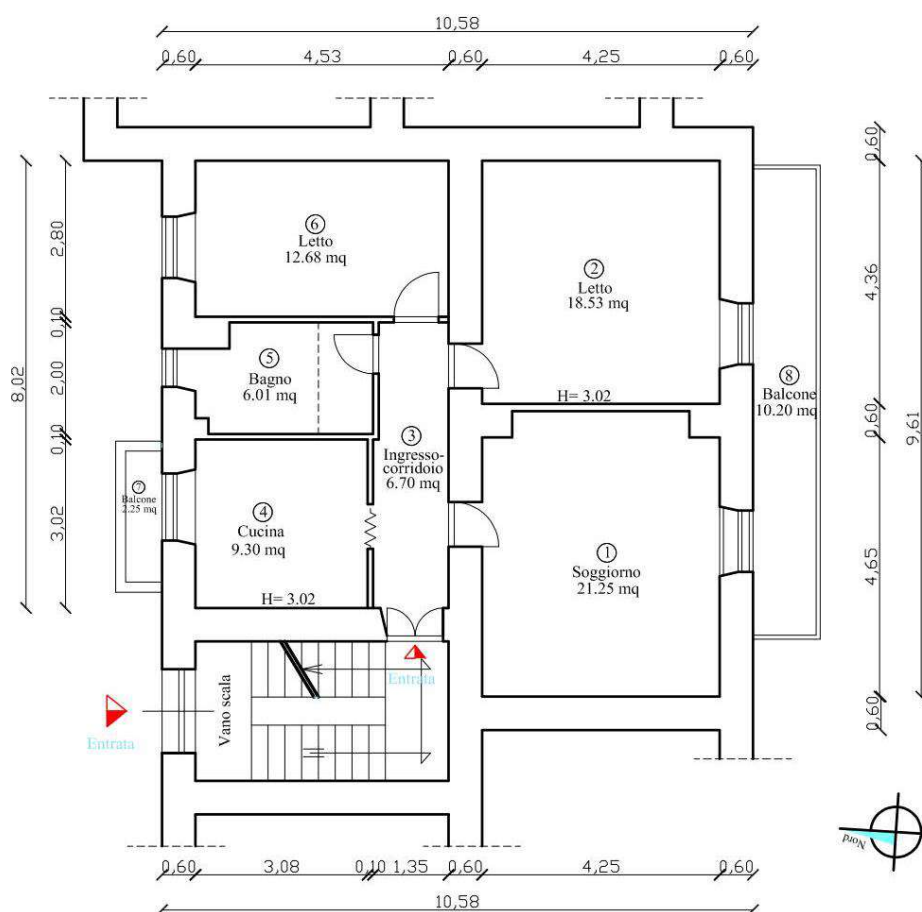 10,58
0,60 4,53 0,60 4,25 0,60
0,60
8,02
2,80
0,10
2,00
0,10
3,02
4,36
0,60
9,61
4,65
0,60
6
Letto
12.68 mq
2
Letto
18.53 mq
H= 3.02
5
Bagno
6.01 mq
8
Balcone
10.20 mq
3
Ingresso-
corridoio
6.70 mq
7
Balcone
2.25 mq
4
Cucina
9.30 mq
H= 3.02
1
Soggiorno
21.25 mq
Entrata
Vano scala
Entrata
Nord
0,60 3,08 0,10 1,35 0,60 4,25 0,60
10,58